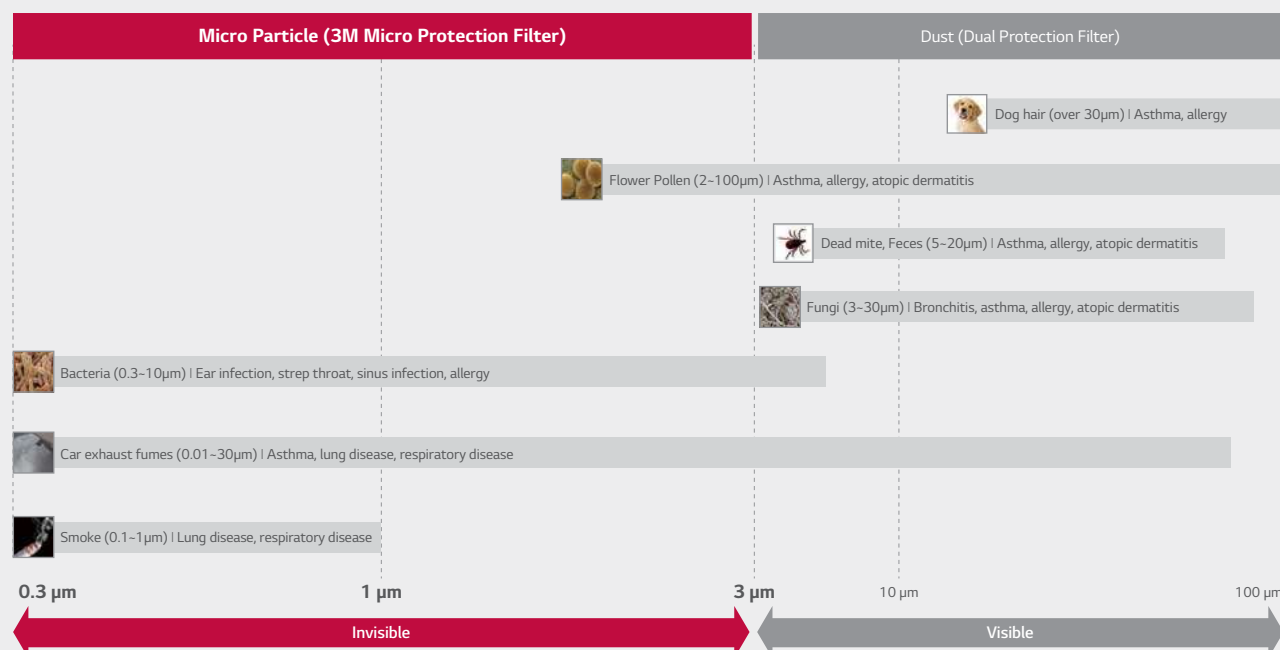 Micro Particle (3M Micro Protection Filter)
Dust (Dual Protection Filter)
Dog hair (over 30µm) | Asthma, allergy
Flower Pollen (2~100µm) | Asthma, allergy, atopic dermatitis
Dead mite, Feces (5~20µm) | Asthma, allergy, atopic dermatitis
Fungi (3~30µm) | Bronchitis, asthma, allergy, atopic dermatitis
Bacteria (0.3~10µm) | Ear infection, strep throat, sinus infection, allergy
Car exhaust fumes (0.01~30µm) | Asthma, lung disease, respiratory disease
Smoke (0.1~1µm) | Lung disease, respiratory disease
0.3 µm
1 µm
3 µm
10 µm
100 µm
Invisible
Visible